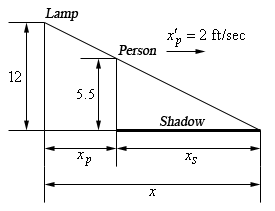 Lamp
Person
x′ₚ = 2 ft/sec
12
5.5
Shadow
xₚ
xₛ
x